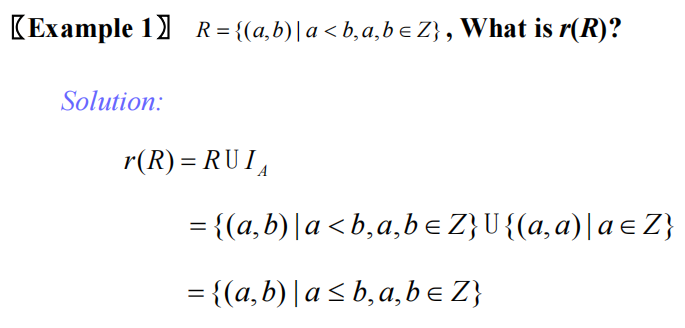 〖Example 1〗 R = {(a,b) | a < b, a, b ∈ Z}, What is r(R)?
Solution:
r(R) = R U I_A
= {(a,b) | a < b, a, b ∈ Z} U {(a,a) | a ∈ Z}
= {(a,b) | a ≤ b, a, b ∈ Z}